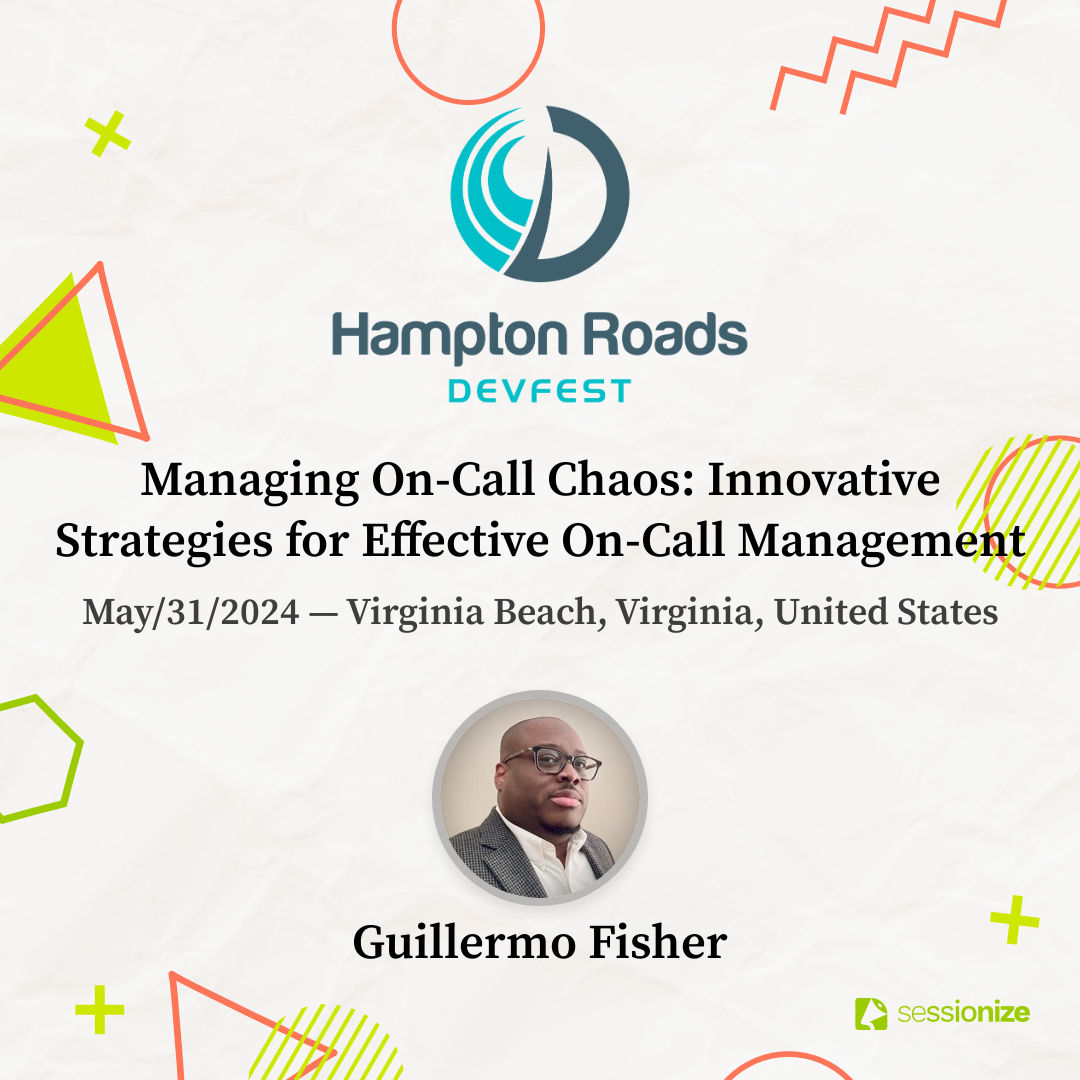 Hampton Roads
DEVFEST
Managing On-Call Chaos: Innovative
Strategies for Effective On-Call Management
May/31/2024 — Virginia Beach, Virginia, United States
Guillermo Fisher
sessionize